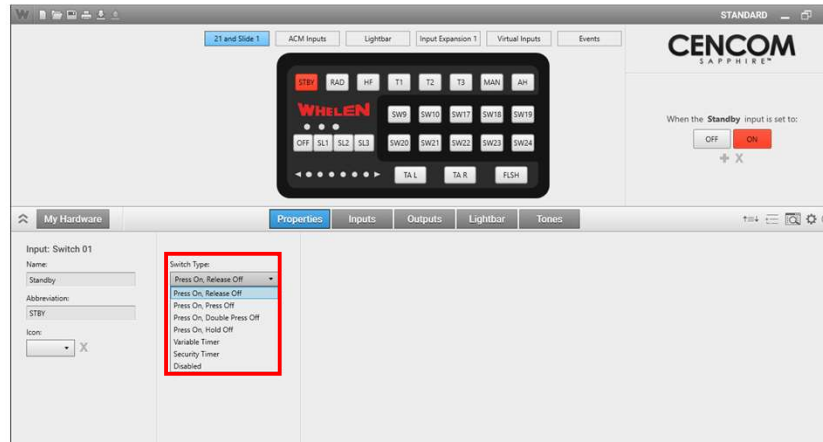 W STANDARD
21 and Slide 1 ACM Inputs Lightbar Input Expansion 1 Virtual Inputs Events
CENCOM
SAPPHIRE™
STBY RAD HF T1 T2 T3 MAN AH
WHELEN SW9 SW10 SW17 SW18 SW19
OFF SL1 SL2 SL3 SW20 SW21 SW22 SW23 SW24
TA L TA R FLSH
When the Standby input is set to:
OFF ON
My Hardware Properties Inputs Outputs Lightbar Tones
Input: Switch 01
Name:
Standby
Abbreviation:
STBY
Icon:
X
Switch Type:
Press On, Release Off
Press On, Release Off
Press On, Press Off
Press On, Double Press Off
Press On, Hold Off
Variable Timer
Security Timer
Disabled